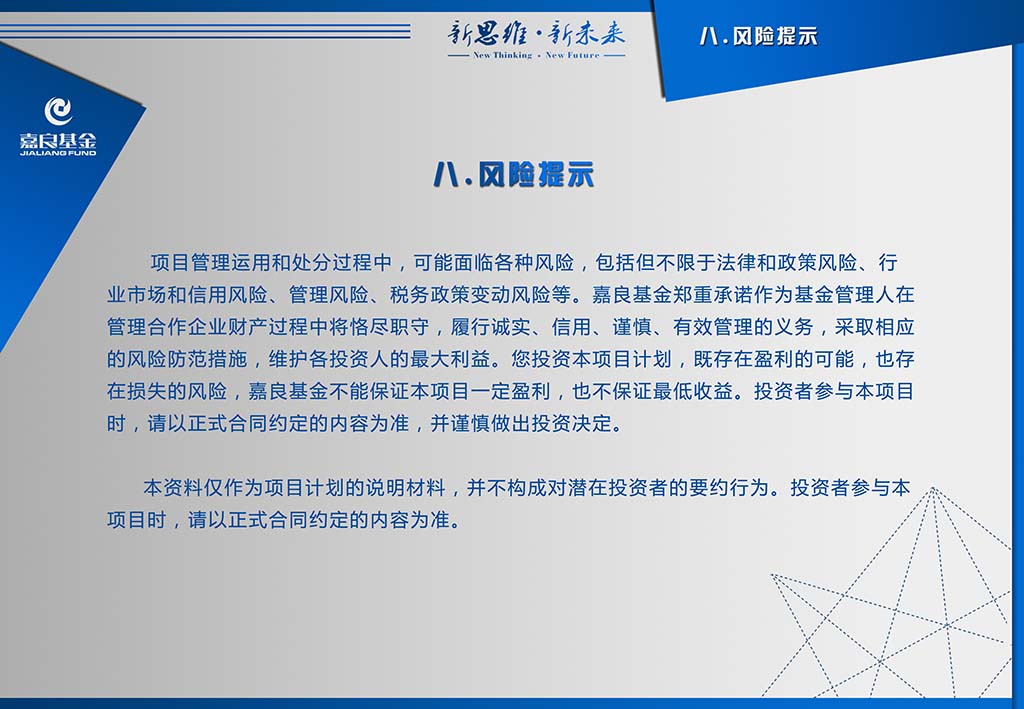 新思维·新未来
New Thinking · New Future
八.风险提示
嘉良基金
JIALIANG FUND
八.风险提示
项目管理运用和处分过程中，可能面临各种风险，包括但不限于法律和政策风险、行
业市场和信用风险、管理风险、税务政策变动风险等。嘉良基金郑重承诺作为基金管理人在
管理合作企业财产过程中将恪尽职守，履行诚实、信用、谨慎、有效管理的义务，采取相应
的风险防范措施，维护各投资人的最大利益。您投资本项目计划，既存在盈利的可能，也存
在损失的风险，嘉良基金不能保证本项目一定盈利，也不保证最低收益。投资者参与本项目
时，请以正式合同约定的内容为准，并谨慎做出投资决定。
本资料仅作为项目计划的说明材料，并不构成对潜在投资者的要约行为。投资者参与本
项目时，请以正式合同约定的内容为准。